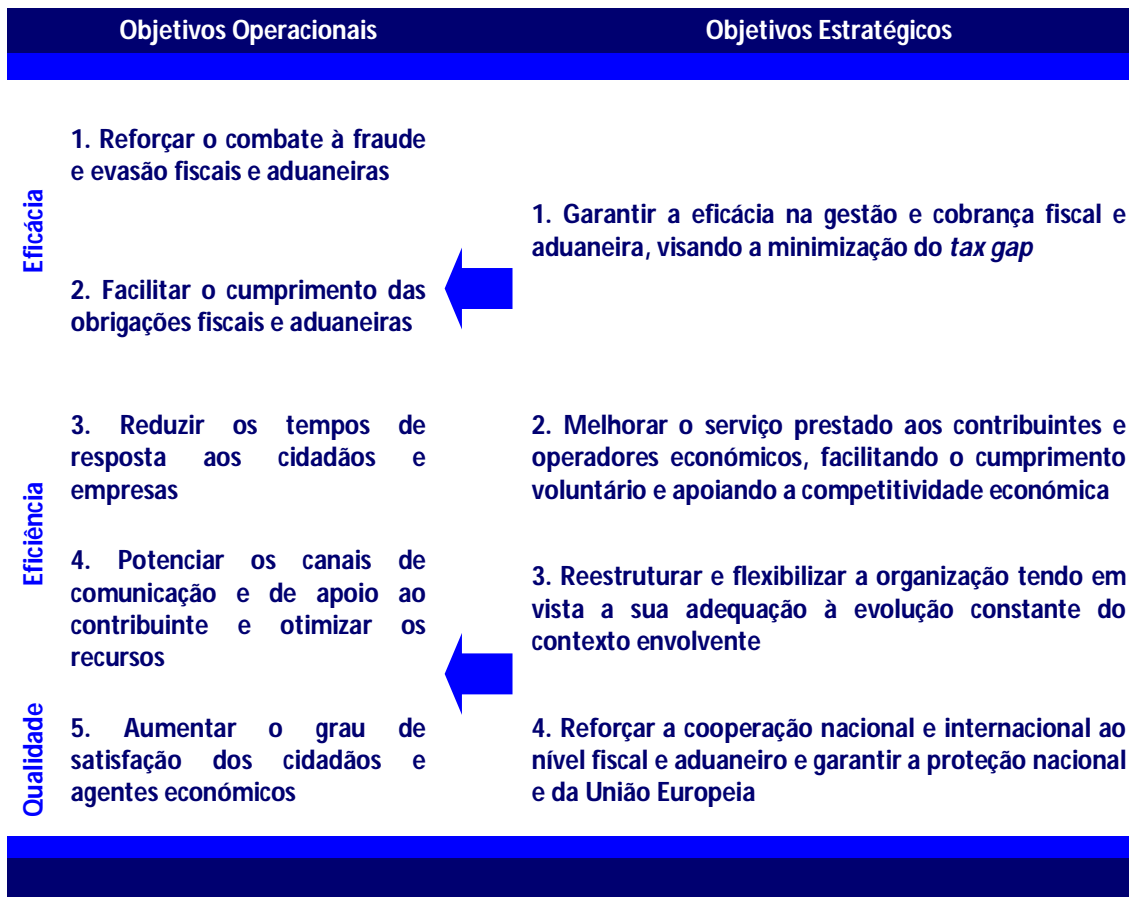 Objetivos Operacionais
Objetivos Estratégicos
Eficácia
1. Reforçar o combate à fraude
e evasão fiscais e aduaneiras
2. Facilitar o cumprimento das
obrigações fiscais e aduaneiras
1. Garantir a eficácia na gestão e cobrança fiscal e
aduaneira, visando a minimização do tax gap
Eficiência
3. Reduzir os tempos de
resposta aos cidadãos e
empresas
4. Potenciar os canais de
comunicação e de apoio ao
contribuinte e otimizar os
recursos
2. Melhorar o serviço prestado aos contribuintes e
operadores económicos, facilitando o cumprimento
voluntário e apoiando a competitividade económica
3. Reestruturar e flexibilizar a organização tendo em
vista a sua adequação à evolução constante do
contexto envolvente
Qualidade
5. Aumentar o grau de
satisfação dos cidadãos e
agentes económicos
4. Reforçar a cooperação nacional e internacional ao
nível fiscal e aduaneiro e garantir a proteção nacional
e da União Europeia